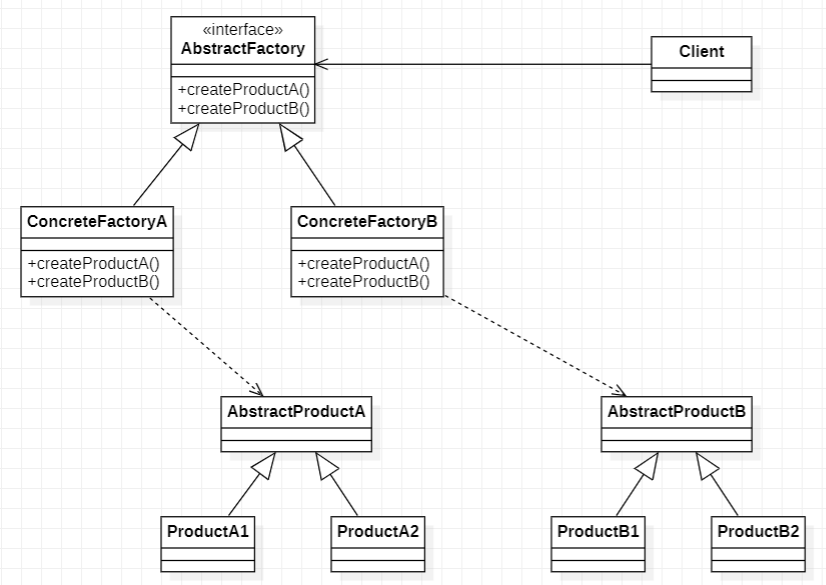 «interface»
AbstractFactory
+createProductA()
+createProductB()
Client
ConcreteFactoryA
+createProductA()
+createProductB()
ConcreteFactoryB
+createProductA()
+createProductB()
AbstractProductA
AbstractProductB
ProductA1
ProductA2
ProductB1
ProductB2